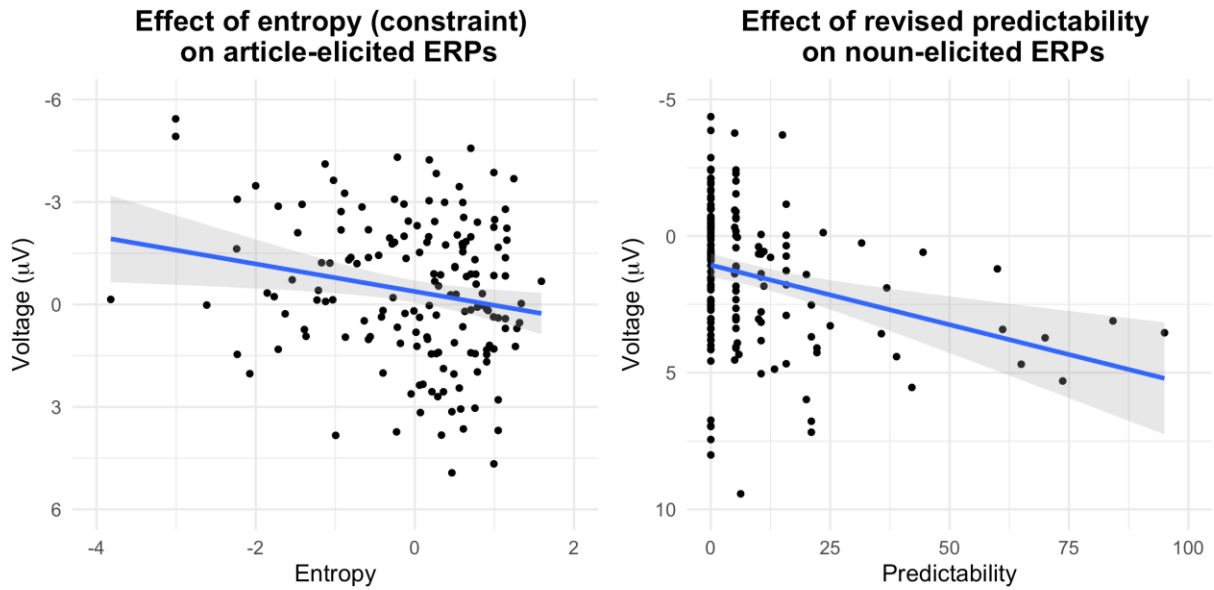 Effect of entropy (constraint)
on article-elicited ERPs
-6
-3
0
3
6
Voltage (μV)
-4
-2
0
2
Entropy
Effect of revised predictability
on noun-elicited ERPs
-5
0
5
10
Voltage (μV)
0
25
50
75
100
Predictability